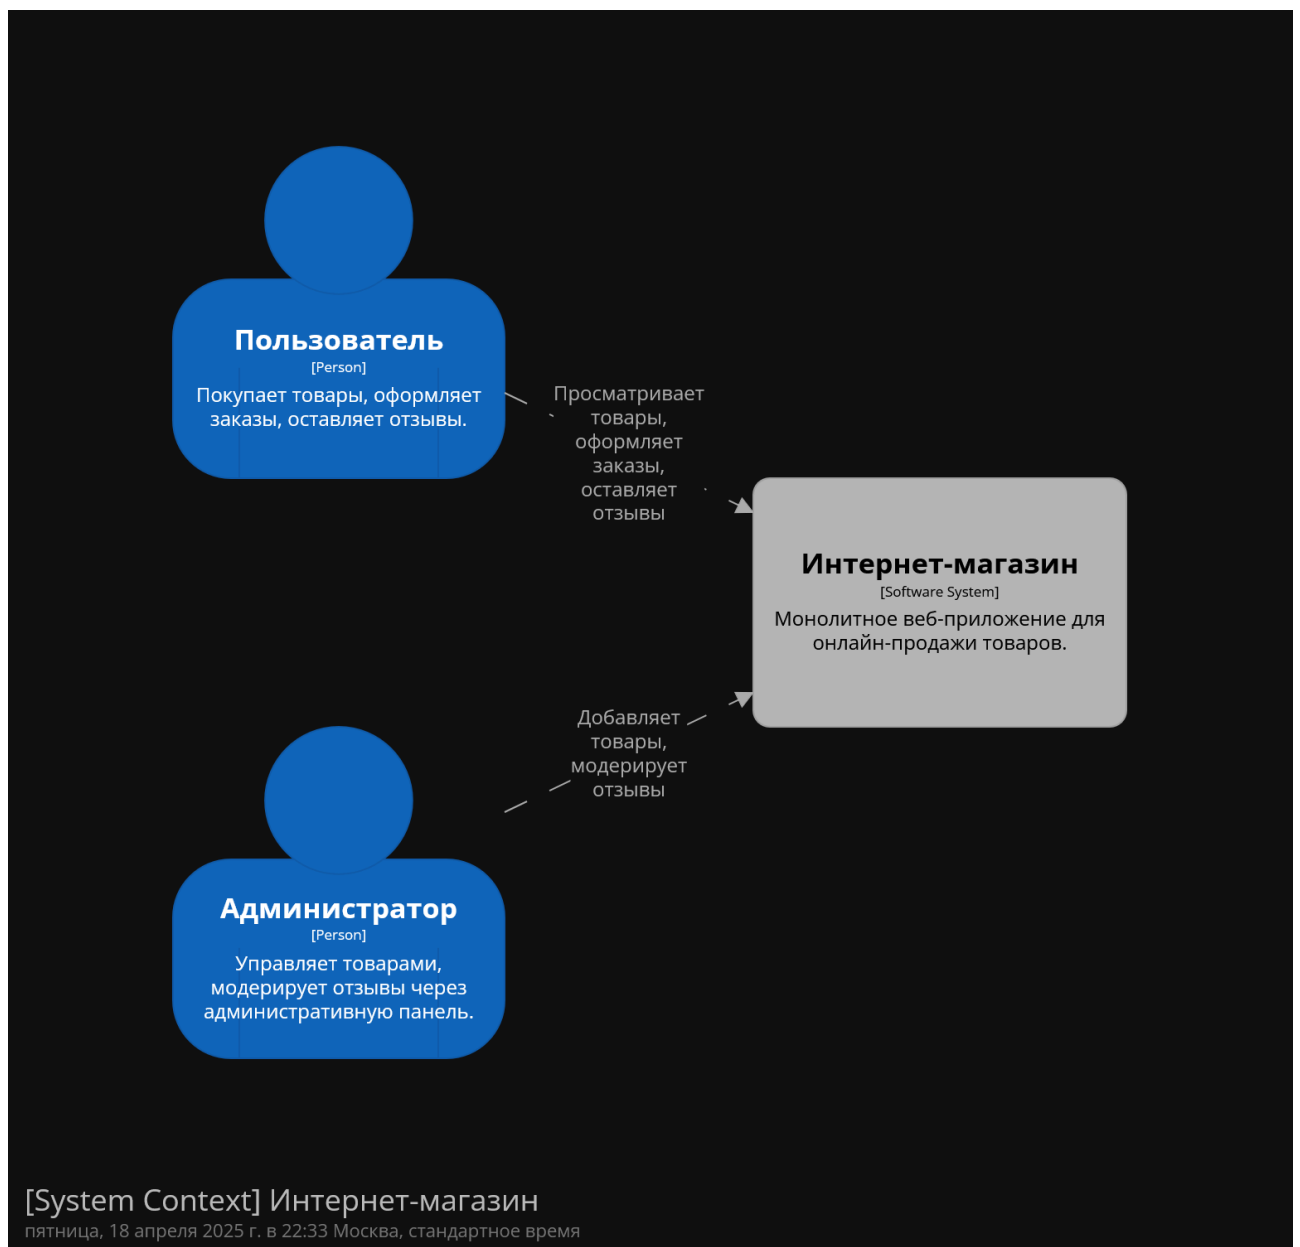 Пользователь
[Person]
Покупает товары, оформляет
заказы, оставляет отзывы.
Просматривает
товары,
оформляет
заказы,
оставляет
отзывы
Интернет-магазин
[Software System]
Монолитное веб-приложение для
онлайн-продажи товаров.
Добавляет
товары,
модерирует
отзывы
Администратор
[Person]
Управляет товарами,
модерирует отзывы через
административную панель.
[System Context] Интернет-магазин
пятница, 18 апреля 2025 г. в 22:33 Москва, стандартное время